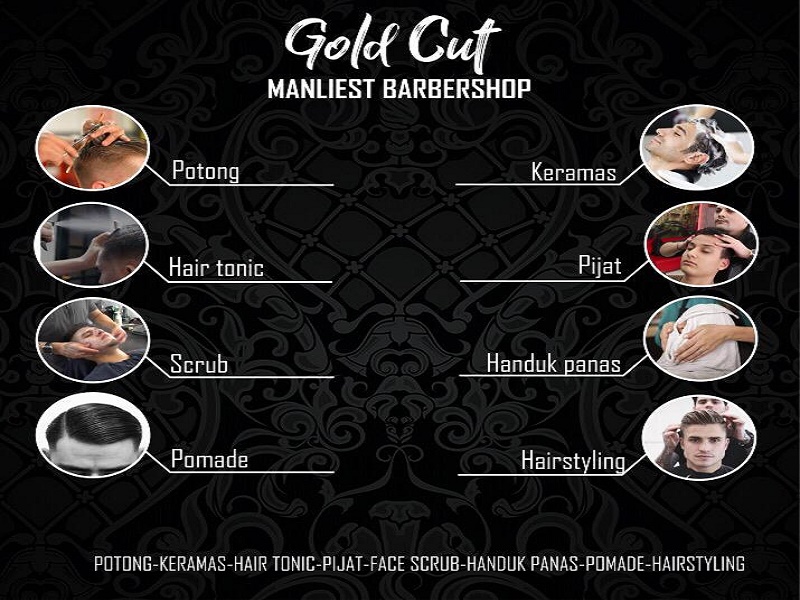 Gold Cut
MANLIEST BARBERSHOP
Potong
Keramas
Hair tonic
Pijat
Scrub
Handuk panas
Pomade
Hairstyling
POTONG-KERAMAS-HAIR TONIC-PIJAT-FACE SCRUB-HANDUK PANAS-POMADE-HAIRSTYLING